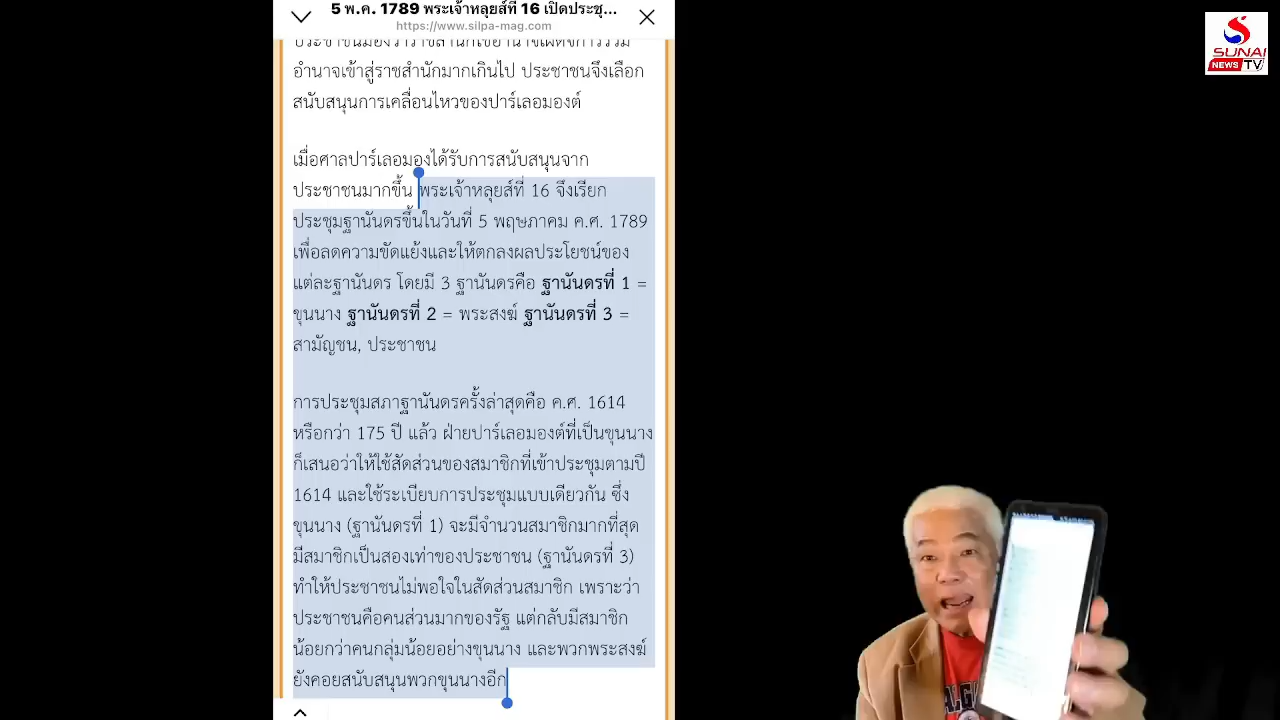 5 พ.ค. 1789 พระเจ้าหลุยส์ที่ 16 เปิดประชุ...
https://www.silpa-mag.com
SUNAI
NEWS TV
อำนาจเข้าสู่ราชสำนักมากเกินไป ประชาชนจึงเลือก
สนับสนุนการเคลื่อนไหวของปาร์เลอมองต์
เมื่อศาลปาร์เลอมองได้รับการสนับสนุนจาก
ประชาชนมากขึ้น พระเจ้าหลุยส์ที่ 16 จึงเรียก
ประชุมฐานันดรขึ้นในวันที่ 5 พฤษภาคม ค.ศ. 1789
เพื่อลดความขัดแย้งและให้ตกลงผลประโยชน์ของ
แต่ละฐานันดร โดยมี 3 ฐานันดรคือ ฐานันดรที่ 1 =
ขุนนาง ฐานันดรที่ 2 = พระสงฆ์ ฐานันดรที่ 3 =
สามัญชน, ประชาชน
การประชุมสภาฐานันดรครั้งล่าสุดคือ ค.ศ. 1614
หรือกว่า 175 ปี แล้ว ฝ่ายปาร์เลอมองต์ที่เป็นขุนนาง
ก็เสนอว่าให้ใช้สัดส่วนของสมาชิกที่เข้าประชุมตามปี
1614 และใช้ระเบียบการประชุมแบบเดียวกัน ซึ่ง
ขุนนาง (ฐานันดรที่ 1) จะมีจำนวนสมาชิกมากที่สุด
มีสมาชิกเป็นสองเท่าของประชาชน (ฐานันดรที่ 3)
ทำให้ประชาชนไม่พอใจในสัดส่วนสมาชิก เพราะว่า
ประชาชนคือคนส่วนมากของรัฐ แต่กลับมีสมาชิก
น้อยกว่าคนกลุ่มน้อยอย่างขุนนาง และพวกพระสงฆ์
ยังคอยสนับสนุนพวกขุนนางอีก